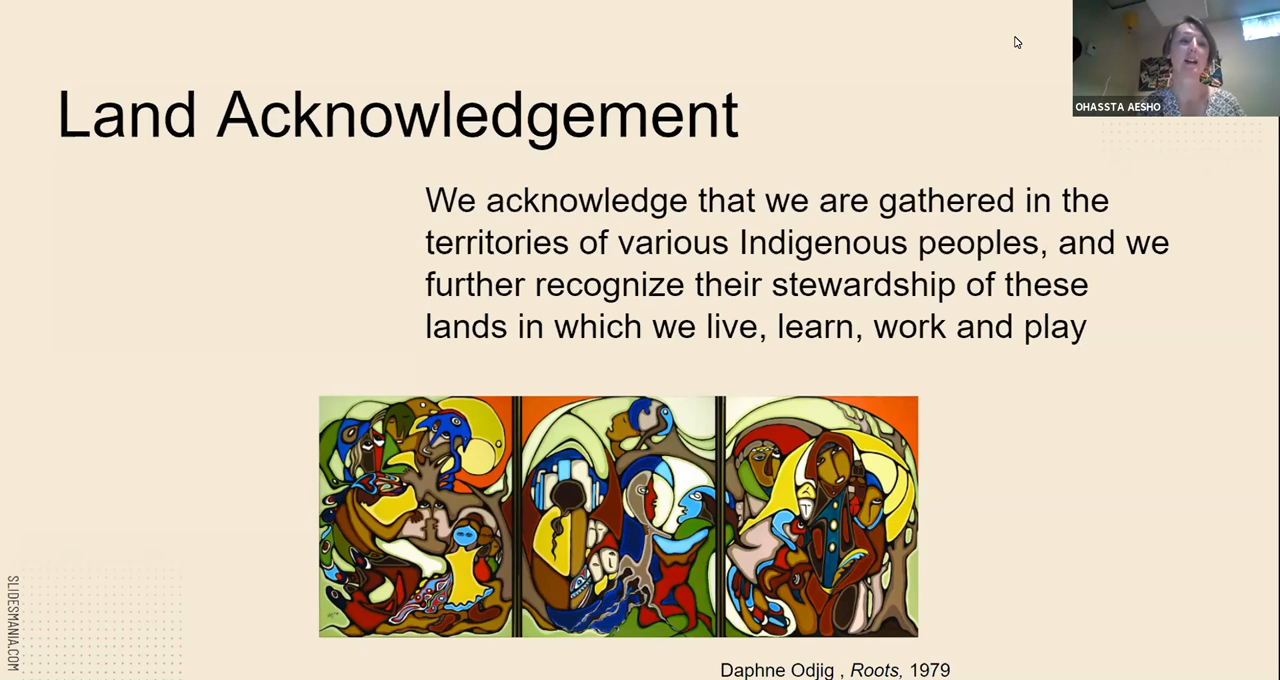 OHASSTA AESHO
Land Acknowledgement
We acknowledge that we are gathered in the
territories of various Indigenous peoples, and we
further recognize their stewardship of these
lands in which we live, learn, work and play
Daphne Odjig , Roots, 1979
SLIDESMANIA.COM